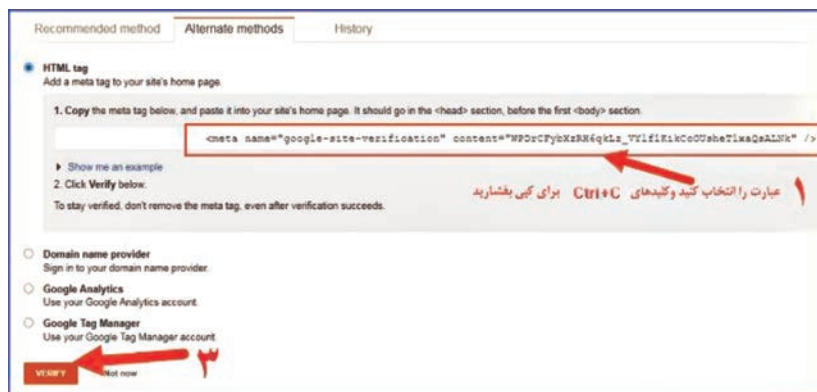 Recommended method Alternate methods History
HTML tag
Add a meta tag to your site's home page.
1. Copy the meta tag below, and paste it into your site's home page. It should go in the <head> section, before the first <body> section.
<meta name="google-site-verification" content="WPDrCFybXzRH6qkLz_VYlf1KikCoOUsheTlxaQsALNk" />
Show me an example
2. Click Verify below.
۱ عبارت را انتخاب کنید وکلیدهای Ctrl+C برای کپی بفشارید
To stay verified, don't remove the meta tag, even after verification succeeds.
Domain name provider
Sign in to your domain name provider.
Google Analytics
Use your Google Analytics account.
Google Tag Manager
Use your Google Tag Manager account.
VERIFY Not now ۳